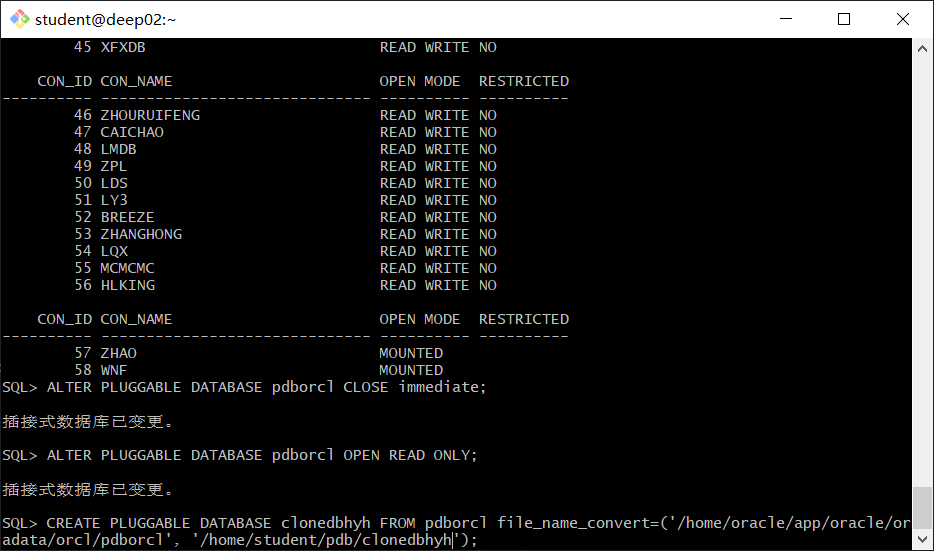 student@deep02:~
45 XFXDB READ WRITE NO
CON_ID CON_NAME OPEN MODE RESTRICTED
---------- ------------------------------ ---------- ----------
46 ZHOURUIFENG READ WRITE NO
47 CAICHAO READ WRITE NO
48 LMDB READ WRITE NO
49 ZPL READ WRITE NO
50 LDS READ WRITE NO
51 LY3 READ WRITE NO
52 BREEZE READ WRITE NO
53 ZHANGHONG READ WRITE NO
54 LQX READ WRITE NO
55 MCMCMC READ WRITE NO
56 HLKING READ WRITE NO
CON_ID CON_NAME OPEN MODE RESTRICTED
---------- ------------------------------ ---------- ----------
57 ZHAO MOUNTED
58 WNF MOUNTED
SQL> ALTER PLUGGABLE DATABASE pdborcl CLOSE immediate;
插接式数据库已变更。
SQL> ALTER PLUGGABLE DATABASE pdborcl OPEN READ ONLY;
插接式数据库已变更。
SQL> CREATE PLUGGABLE DATABASE clonedbhyh FROM pdborcl file_name_convert=('/home/oracle/app/oracle/or
adata/orcl/pdborcl', '/home/student/pdb/clonedbhyh');